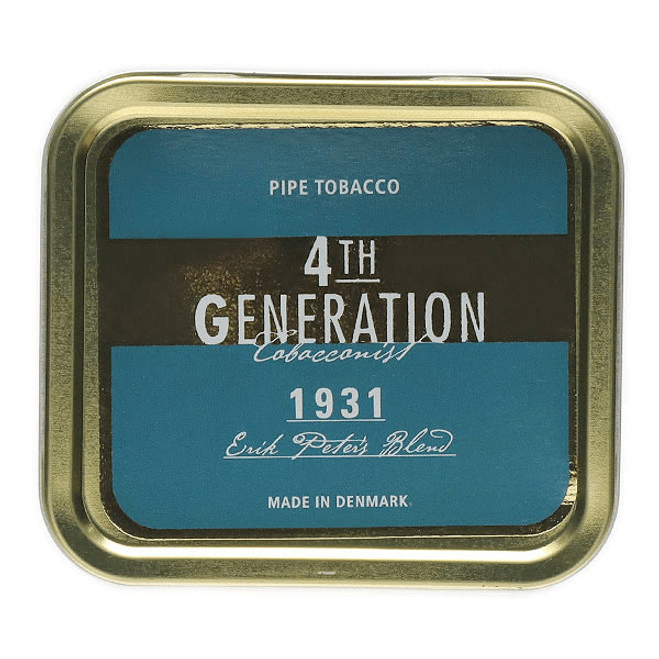 PIPE TOBACCO
4TH
GENERATION
Tobacconist
1931
Erik Peter's Blend
MADE IN DENMARK